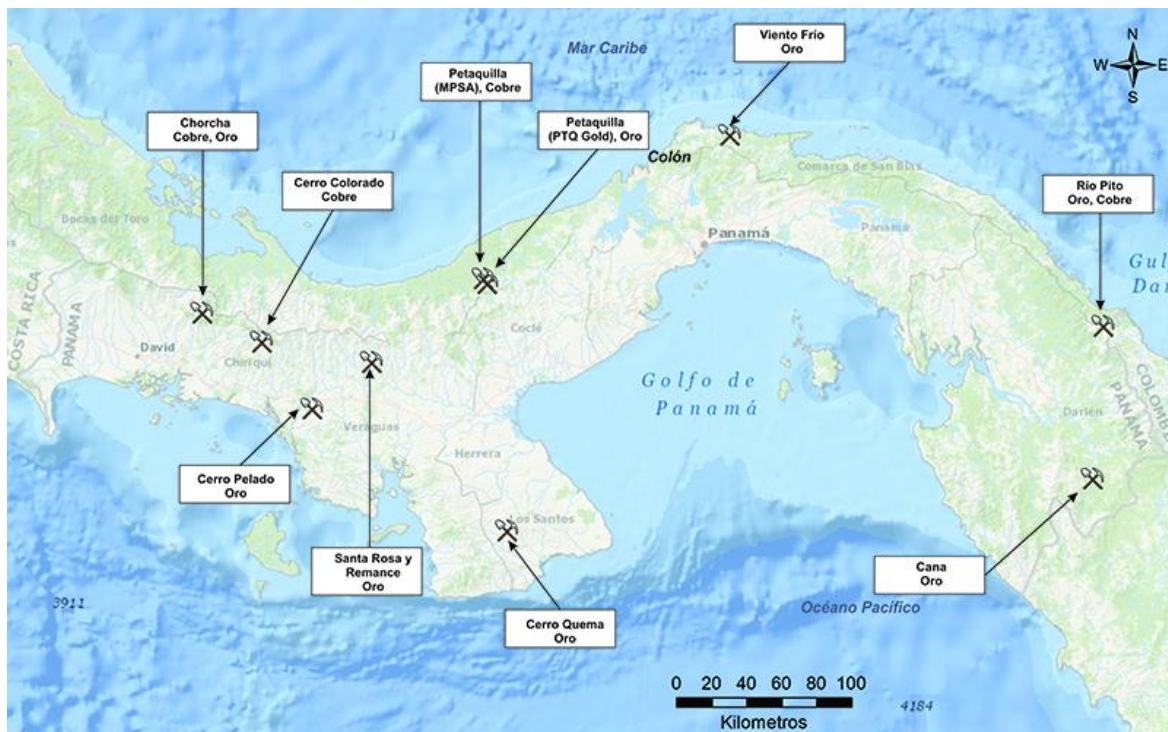 Mar Caribe
Viento Frío
Oro
N
W
E
S
Petaquilla
(MPSA), Cobre
Petaquilla
(PTQ Gold), Oro
Chorcha
Cobre, Oro
Cerro Colorado
Cobre
Colón
Comarca de San Blas
Río Pito
Oro, Cobre
Bocas del Toro
Panamá
Panamá
Gul
Dar
COSTA RICA
PANAMA
David
Chiriquí
Coclé
Golfo de
Panamá
COLOMB
PANAMA
Darién
Veraguas
Herrera
Cerro Pelado
Oro
Los Santos
Santa Rosa y
Remance
Oro
Cana
Oro
3911
Océano Pacífico
Cerro Quema
Oro
0 20 40 60 80 100
Kilometros
4184